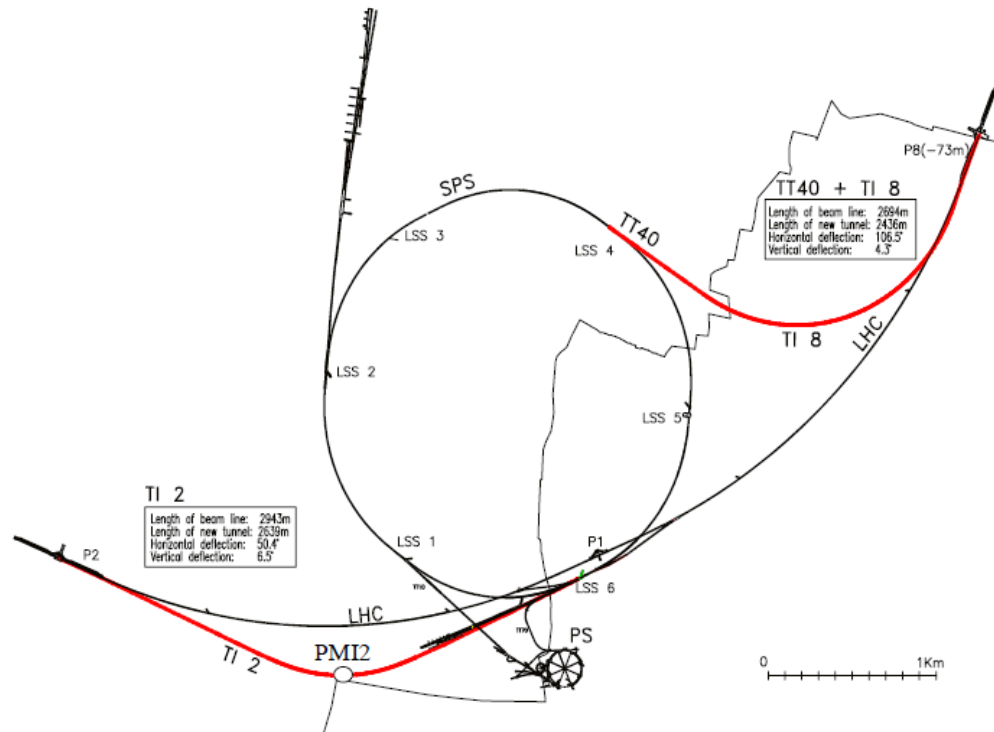 P8(-73m)
TT40 + TI 8
Length of beam line: 2694m
Length of new tunnel: 2436m
Horizontal deflection: 106.5°
Vertical deflection: 4.3°
SPS
TT40
LSS 3
LSS 4
TI 8
LHC
LSS 2
LSS 5
TI 2
Length of beam line: 2943m
Length of new tunnel: 2639m
Horizontal deflection: 50.4°
Vertical deflection: 6.5°
P2
LSS 1
P1
LSS 6
LHC
TI 2
PMI2
PS
0
1Km